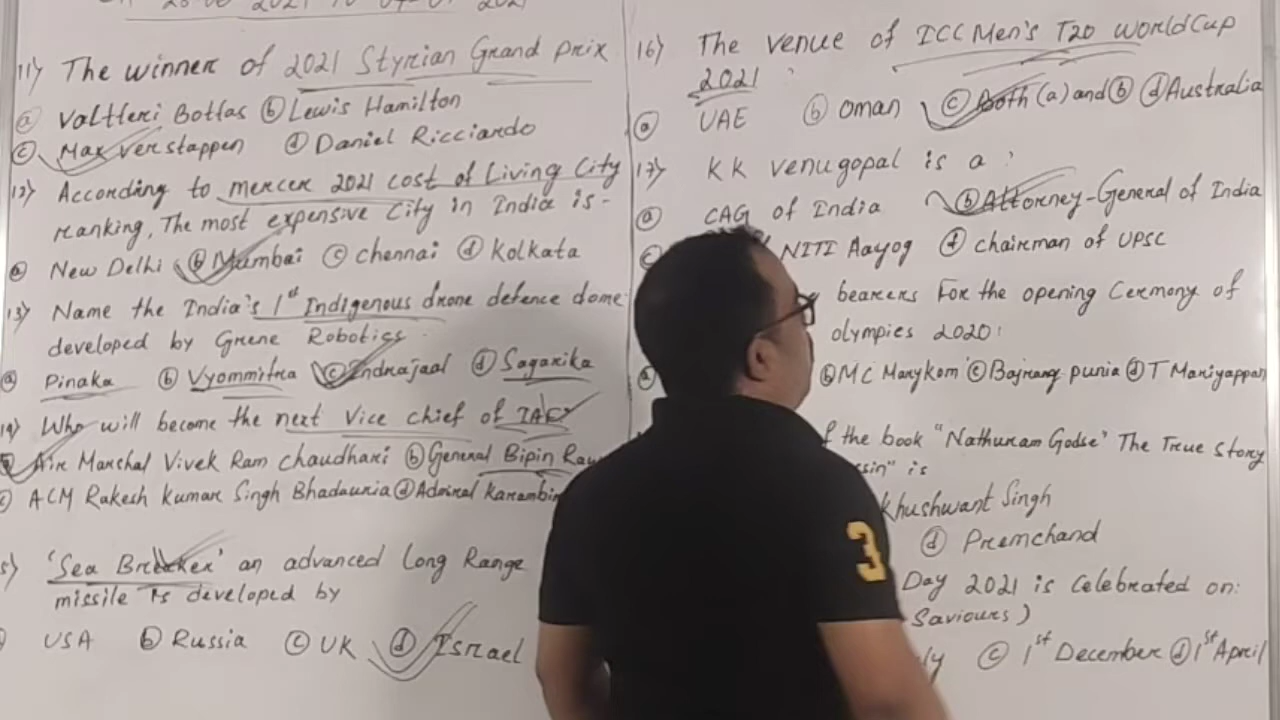 2021
11) The winner of 2021 Styrian Grand prix
ⓐ Valtteri Bottas ⓑ Lewis Hamilton
ⓒ Max verstappen ⓓ Daniel Ricciardo
12) According to mercer 2021 cost of Living City
ranking, The most expensive City in India is -
ⓐ New Delhi ⓑ Mumbai ⓒ chennai ⓓ Kolkata
13) Name the India's 1st Indigenous drone defence dome
developed by Grene Robotics
ⓐ Pinaka ⓑ Vyommitra ⓒ Indrajaal ⓓ Sagarika
14) Who will become the next Vice chief of IAF
Air Marshal Vivek Ram chaudhari ⓑ General Bipin
ⓒ ACM Rakesh kumar Singh Bhadauria ⓓ Admiral
5) 'Sea Breaker' an advanced long Range
missile is developed by
USA ⓑ Russia ⓒ UK ⓓ Israel
16) The venue of ICC Men's T20 WorldCup
2021
ⓐ UAE ⓑ Oman ⓒ Both (a) and ⓑ ⓓ Australia
17) KK venugopal is a
ⓐ CAG of India ⓑ Attorney-General of India
NITI Aayog ⓓ chairman of UPSC
bearers For the opening Cermony of
olympics 2020:
ⓐ ⓑ MC Marykom ⓒ Bajrang punia ⓓ T Mariyappan
the book "Nathuram Godse' The True Story
" is
khushwant Singh
ⓓ Premchand
Day 2021 is celebrated on:
Saviours)
ⓒ 1st December ⓓ 1st April
3